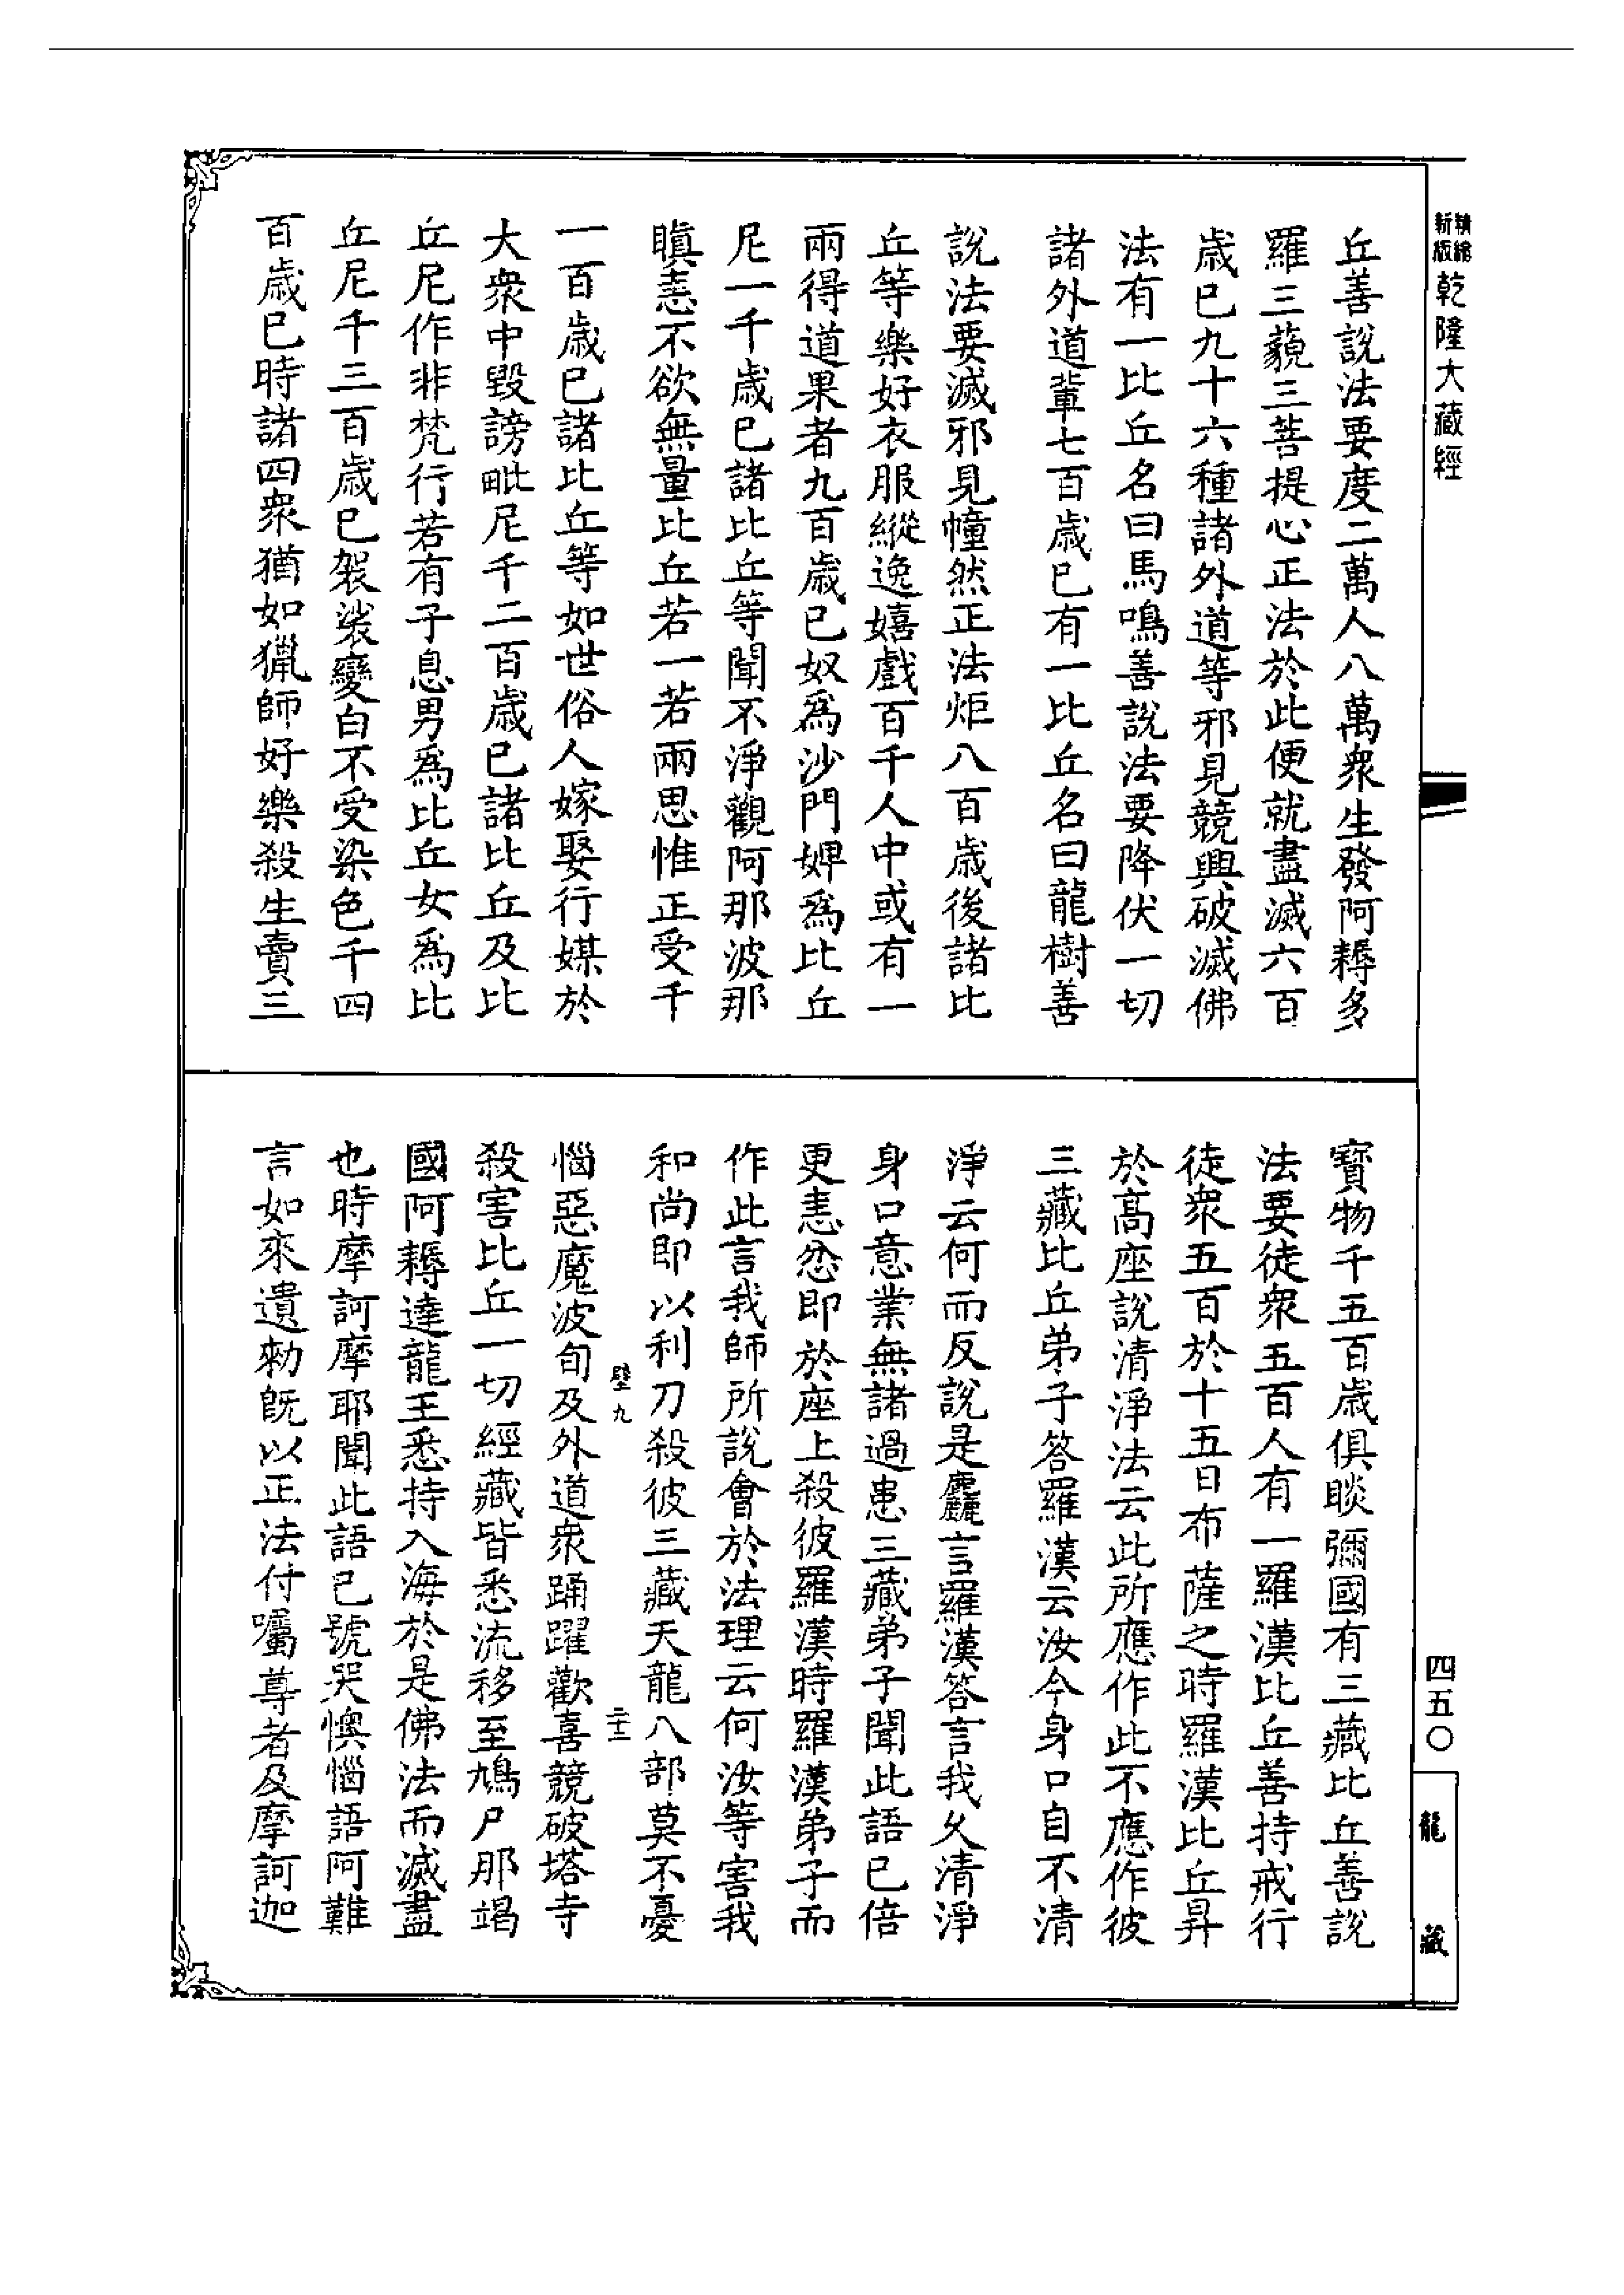 新版精縮乾隆大藏經
丘善說法要度二萬人八萬衆生發阿耨多
羅三藐三菩提心正法於此便就盡滅六百
歲已九十六種諸外道等邪見競興破滅佛
法有一比丘名曰馬鳴善說法要降伏一切
諸外道輩七百歲已有一比丘名曰龍樹善
說法要滅邪見幢然正法炬八百歲後諸比
丘等樂好衣服縱逸嬉戲百千人中或有一
兩得道果者九百歲已奴爲沙門婢爲比丘
尼一千歲已諸比丘等聞不淨觀阿那波那
瞋恚不欲無量比丘若一若兩思惟正受千
一百歲已諸比丘等如世俗人嫁娶行媒於
大衆中毀謗毗尼千二百歲已諸比丘及比
丘尼作非梵行若有子息男爲比丘女爲比
丘尼千三百歲已袈裟變白不受染色千四
百歲已時諸四衆猶如獵師好樂殺生賣三
寶物千五百歲俱睒彌國有三藏比丘善說
法要徒衆五百人有一羅漢比丘善持戒行
徒衆五百於十五日布薩之時羅漢比丘昇
於高座說清淨法云此所應作此不應作彼
三藏比丘弟子答羅漢云汝今身口自不清
淨云何而反說是麤言羅漢答言我久清淨
身口意業無諸過患三藏弟子聞此語已倍
更恚忿即於座上殺彼羅漢時羅漢弟子而
作此言我師所說會於法理云何汝等害我
和尚即以利刀殺彼三藏天龍八部莫不憂
壁九
惱惡魔波旬及外道衆踊躍歡喜競破塔寺
殺害比丘一切經藏皆悉流移至鳩尸那竭
國阿耨達龍王悉持入海於是佛法而滅盡
也時摩訶摩耶聞此語已號哭懊惱語阿難
言如來遺勑旣以正法付囑尊者及摩訶迦
四五〇
龍藏